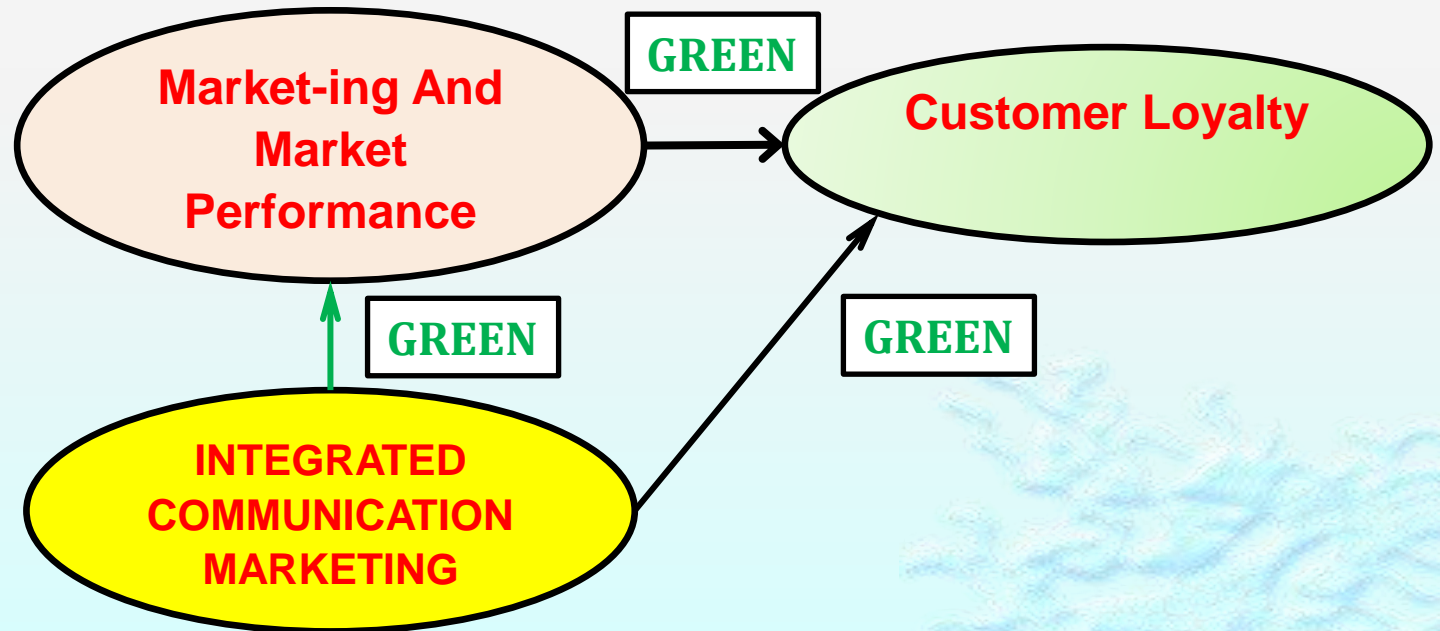 GREEN
Market-ing And
Market
Performance
Customer Loyalty
GREEN
GREEN
INTEGRATED
COMMUNICATION
MARKETING